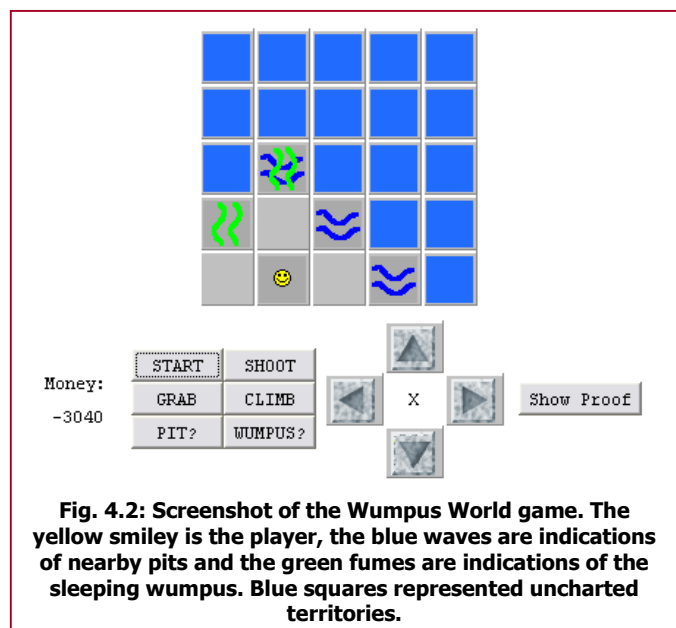 Money:
-3040
START SHOOT
GRAB CLIMB
PIT? WUMPUS?
X
Show Proof
Fig. 4.2: Screenshot of the Wumpus World game. The
yellow smiley is the player, the blue waves are indications
of nearby pits and the green fumes are indications of the
sleeping wumpus. Blue squares represented uncharted
territories.